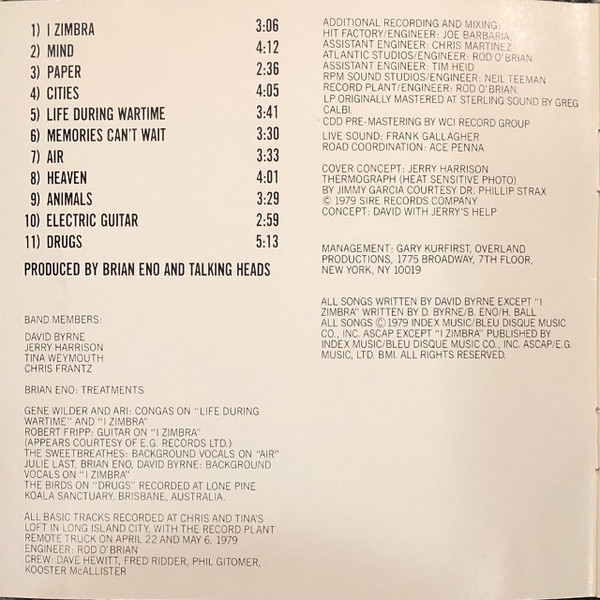 1) I ZIMBRA 3:06
2) MIND 4:12
3) PAPER 2:36
4) CITIES 4:05
5) LIFE DURING WARTIME 3:41
6) MEMORIES CAN'T WAIT 3:30
7) AIR 3:33
8) HEAVEN 4:01
9) ANIMALS 3:29
10) ELECTRIC GUITAR 2:59
11) DRUGS 5:13
PRODUCED BY BRIAN ENO AND TALKING HEADS
BAND MEMBERS:
DAVID BYRNE
JERRY HARRISON
TINA WEYMOUTH
CHRIS FRANTZ
BRIAN ENO: TREATMENTS
GENE WILDER AND ARI: CONGAS ON "LIFE DURING
WARTIME" AND "I ZIMBRA"
ROBERT FRIPP: GUITAR ON "I ZIMBRA"
(APPEARS COURTESY OF E.G. RECORDS LTD.)
THE SWEETBREATHES: BACKGROUND VOCALS ON "AIR"
JULIE LAST, BRIAN ENO, DAVID BYRNE: BACKGROUND
VOCALS ON "I ZIMBRA"
THE BIRDS ON "DRUGS" RECORDED AT LONE PINE
KOALA SANCTUARY, BRISBANE, AUSTRALIA.
ALL BASIC TRACKS RECORDED AT CHRIS AND TINA'S
LOFT IN LONG ISLAND CITY, WITH THE RECORD PLANT
REMOTE TRUCK ON APRIL 22 AND MAY 6, 1979
ENGINEER: ROD O'BRIAN
CREW: DAVE HEWITT, FRED RIDDER, PHIL GITOMER,
KOOSTER McALLISTER
ADDITIONAL RECORDING AND MIXING:
HIT FACTORY/ENGINEER: JOE BARBARIA
ASSISTANT ENGINEER: CHRIS MARTINEZ
ATLANTIC STUDIOS/ENGINEER: ROD O'BRIAN
ASSISTANT ENGINEER: TIM HEID
RPM SOUND STUDIOS/ENGINEER: NEIL TEEMAN
RECORD PLANT/ENGINEER: ROD O'BRIAN.
LP ORIGINALLY MASTERED AT STERLING SOUND BY GREG
CALBI.
CDD PRE-MASTERING BY WCI RECORD GROUP
LIVE SOUND: FRANK GALLAGHER
ROAD COORDINATION: ACE PENNA
COVER CONCEPT: JERRY HARRISON
THERMOGRAPH (HEAT SENSITIVE PHOTO)
BY JIMMY GARCIA COURTESY DR. PHILLIP STRAX
© 1979 SIRE RECORDS COMPANY
CONCEPT: DAVID WITH JERRY'S HELP
MANAGEMENT: GARY KURFIRST, OVERLAND
PRODUCTIONS, 1775 BROADWAY, 7TH FLOOR,
NEW YORK, NY 10019
ALL SONGS WRITTEN BY DAVID BYRNE EXCEPT "I
ZIMBRA" WRITTEN BY D. BYRNE/B. ENO/H. BALL
ALL SONGS © 1979 INDEX MUSIC/BLEU DISQUE MUSIC
CO., INC. ASCAP EXCEPT "I ZIMBRA" PUBLISHED BY
INDEX MUSIC/BLEU DISQUE MUSIC CO., INC. ASCAP/E.G.
MUSIC, LTD. BMI. ALL RIGHTS RESERVED.